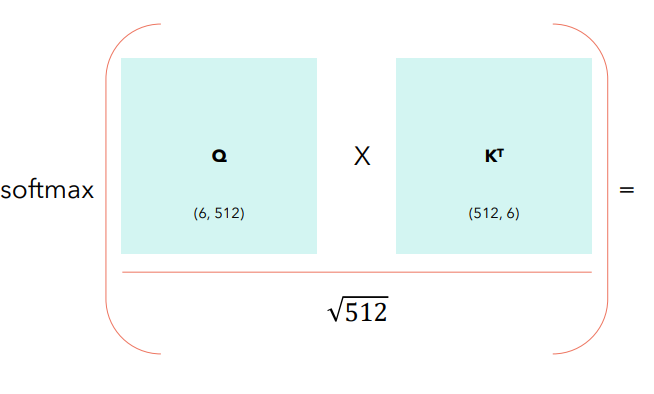 Q X Kᵀ
(6, 512) (512, 6)
softmax =
√512